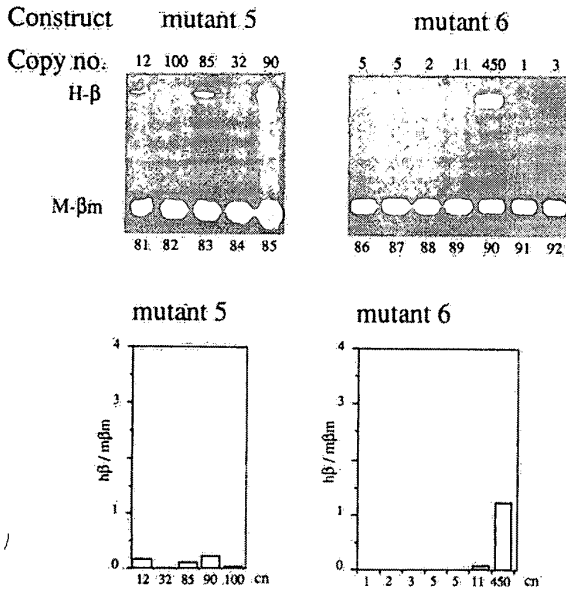 Construct mutant 5 mutant 6
Copy no. 12 100 85 32 90 5 5 2 11 450 1 3
H-β
M-βm
81 82 83 84 85 86 87 88 89 90 91 92
mutant 5 mutant 6
4 4
3 3
hβ / mβm hβ / mβm
1 1
0 0
12 32 85 90 100 cn 1 2 3 5 5 11 450 cn